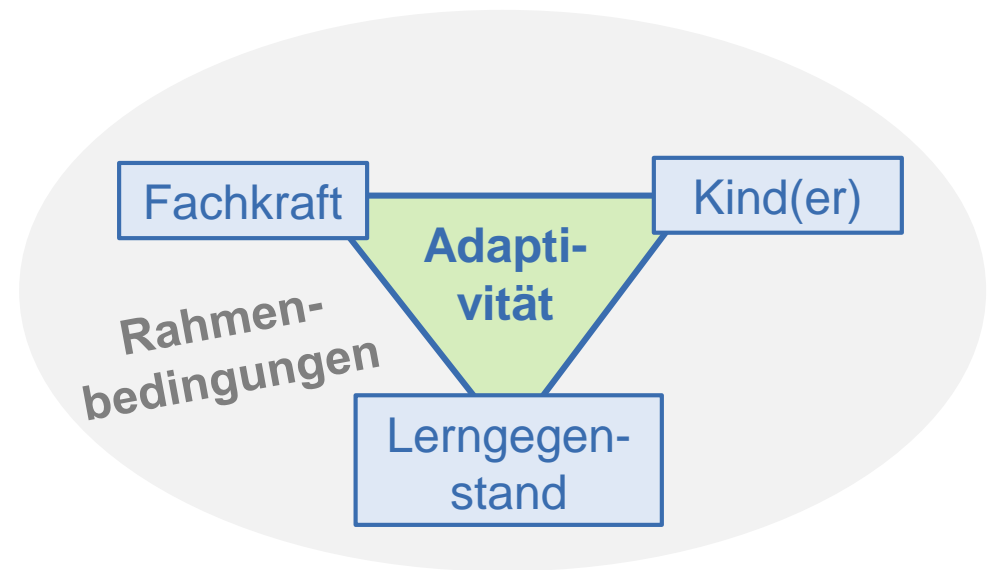 Fachkraft
Kind(er)
Adapti-
vität
Rahmen-
bedingungen
Lerngegen-
stand